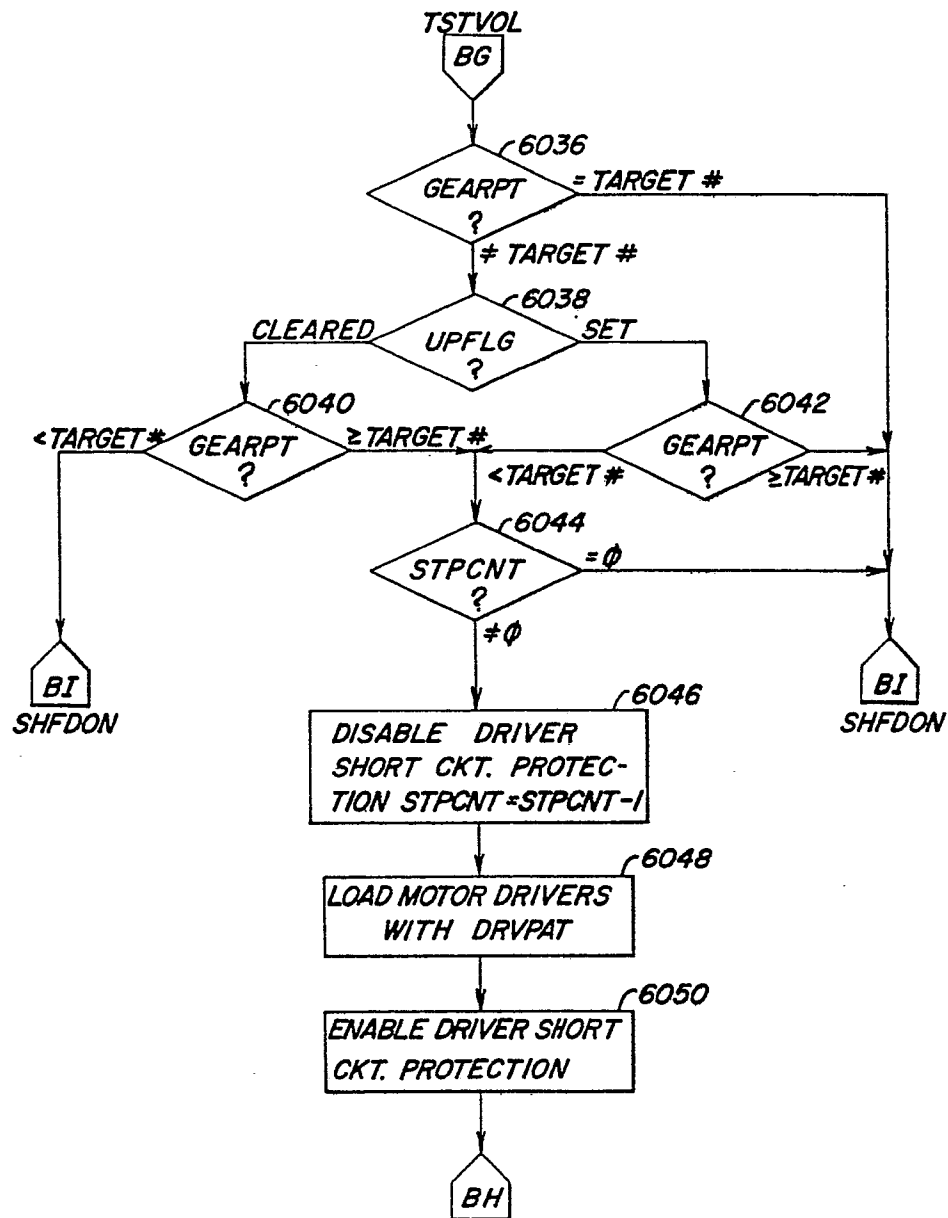 TSTVOL
BG
6036
GEARPT
?
= TARGET #
≠ TARGET #
6038
CLEARED
UPFLG
?
SET
6040
<TARGET #
GEARPT
?
≥TARGET #
6042
GEARPT
?
<TARGET #
≥TARGET #
6044
STPCNT
?
=φ
≠φ
BI
SHFDON
BI
SHFDON
6046
DISABLE DRIVER
SHORT CKT. PROTEC-
TION STPCNT=STPCNT-1
6048
LOAD MOTOR DRIVERS
WITH DRVPAT
6050
ENABLE DRIVER SHORT
CKT. PROTECTION
BH